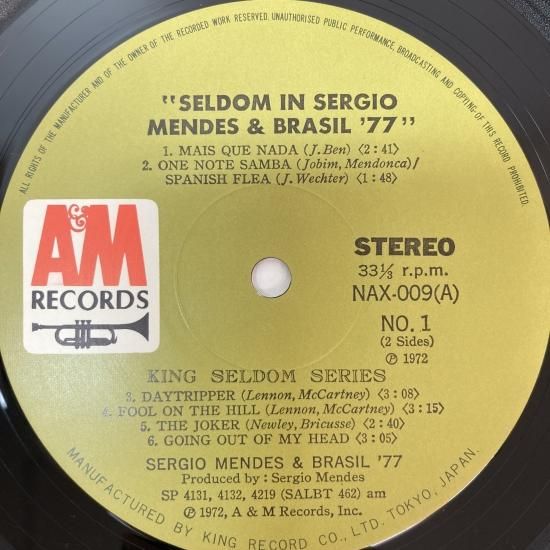 ALL RIGHTS OF THE MANUFACTURER AND OF THE OWNER OF THE RECORDED WORK RESERVED. UNAUTHORISED PUBLIC PERFORMANCE, BROADCASTING AND COPYING OF THIS RECORD PROHIBITED.
"SELDOM IN SERGIO
MENDES & BRASIL '77"
1. MAIS QUE NADA (J. Ben) ⟨2:41⟩
2. ONE NOTE SAMBA (Jobim, Mendonca)/
SPANISH FLEA (J. Wechter) ⟨1:48⟩
A&M
RECORDS
STEREO
33⅓ r.p.m.
NAX-009(A)
NO. 1
(2 Sides)
℗ 1972
KING SELDOM SERIES
3. DAYTRIPPER (Lennon, McCartney) ⟨3:08⟩
4. FOOL ON THE HILL (Lennon, McCartney) ⟨3:15⟩
5. THE JOKER (Newley, Bricusse) ⟨2:40⟩
6. GOING OUT OF MY HEAD ⟨3:05⟩
SERGIO MENDES & BRASIL '77
Produced by : Sergio Mendes
SP 4131, 4132, 4219 (SALBT 462) am
℗ 1972, A & M Records, Inc.
MANUFACTURED BY KING RECORD CO., LTD. TOKYO, JAPAN.